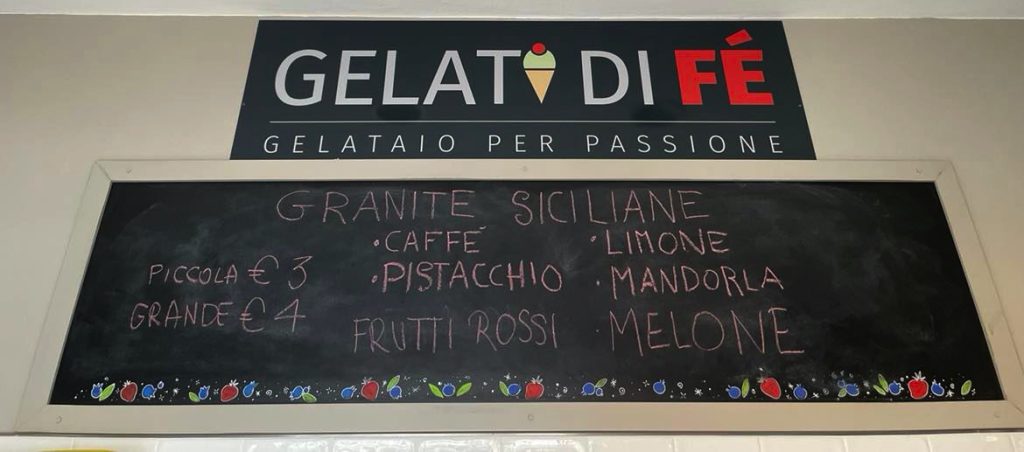 GELATI DI FÉ
GELATAIO PER PASSIONE
GRANITE SICILIANE
• CAFFÈ • LIMONE
PICCOLA € 3 • PISTACCHIO • MANDORLA
GRANDE € 4 FRUTTI ROSSI • MELONE